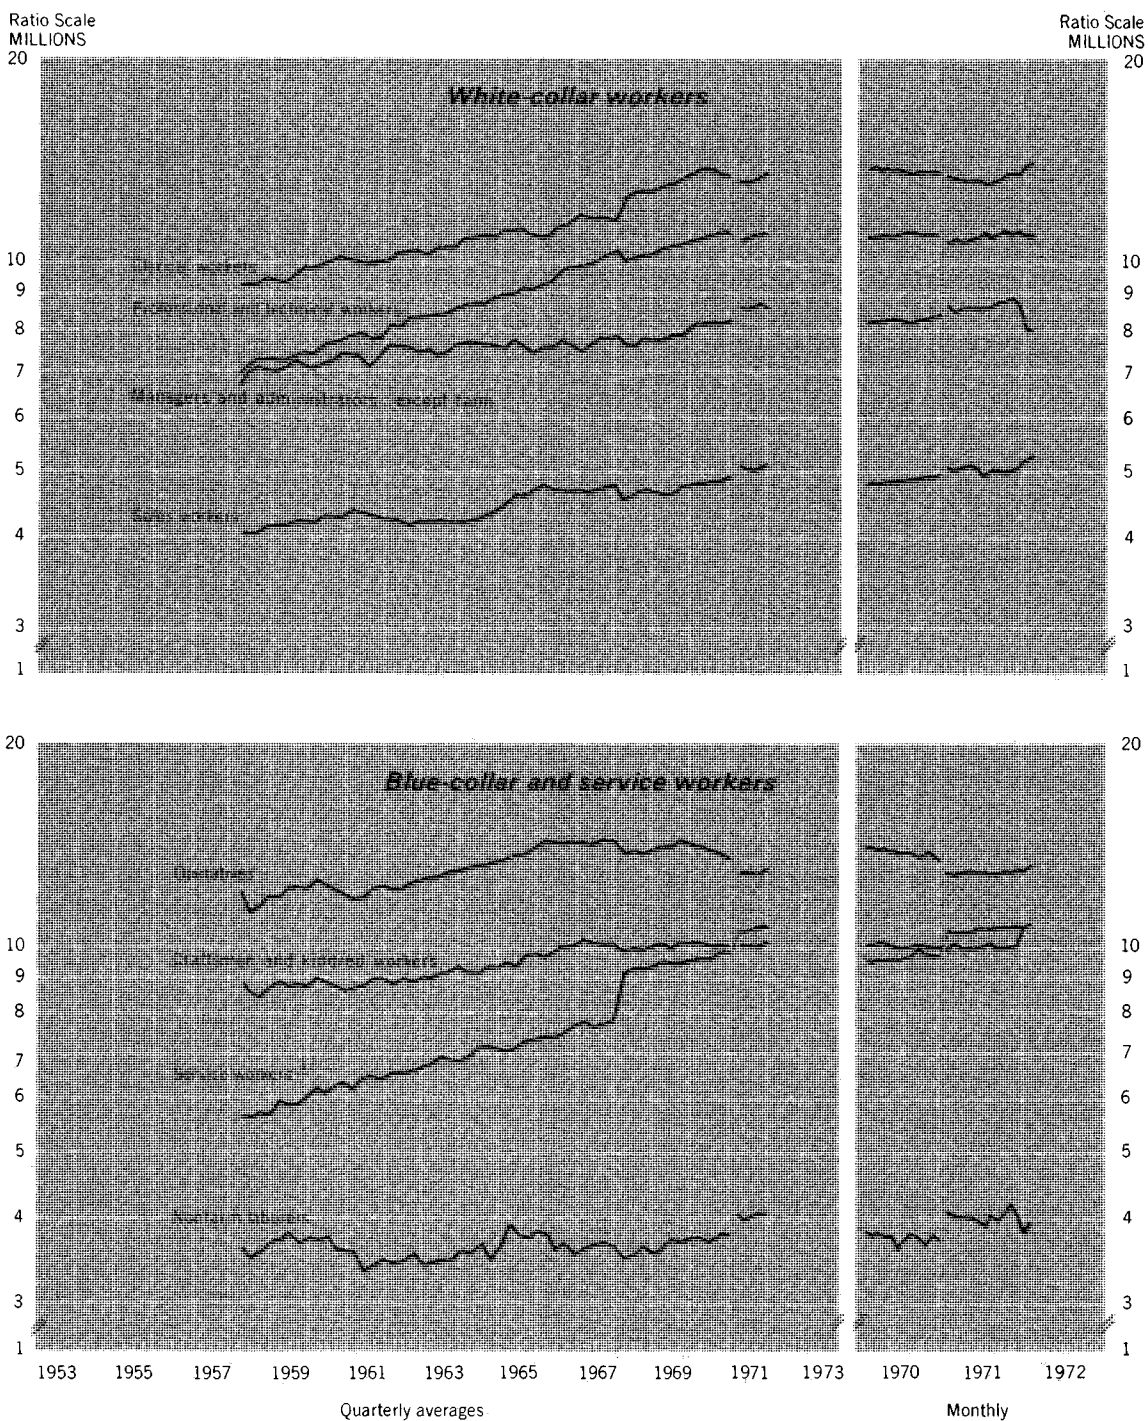 Ratio Scale
MILLIONS
Ratio Scale
MILLIONS
White-collar workers
20
10
9
8
7
6
5
4
3
1
20
10
9
8
7
6
5
4
3
1
Clerical workers
Professional and technical workers
Managers and administrators, except farm
Sales workers
Blue-collar and service workers
20
10
9
8
7
6
5
4
3
1
20
10
9
8
7
6
5
4
3
1
Operatives
Craftsmen and kindred workers
Service workers
Nonfarm laborers
1953 1955 1957 1959 1961 1963 1965 1967 1969 1971 1973 1970 1971 1972
Quarterly averages Monthly